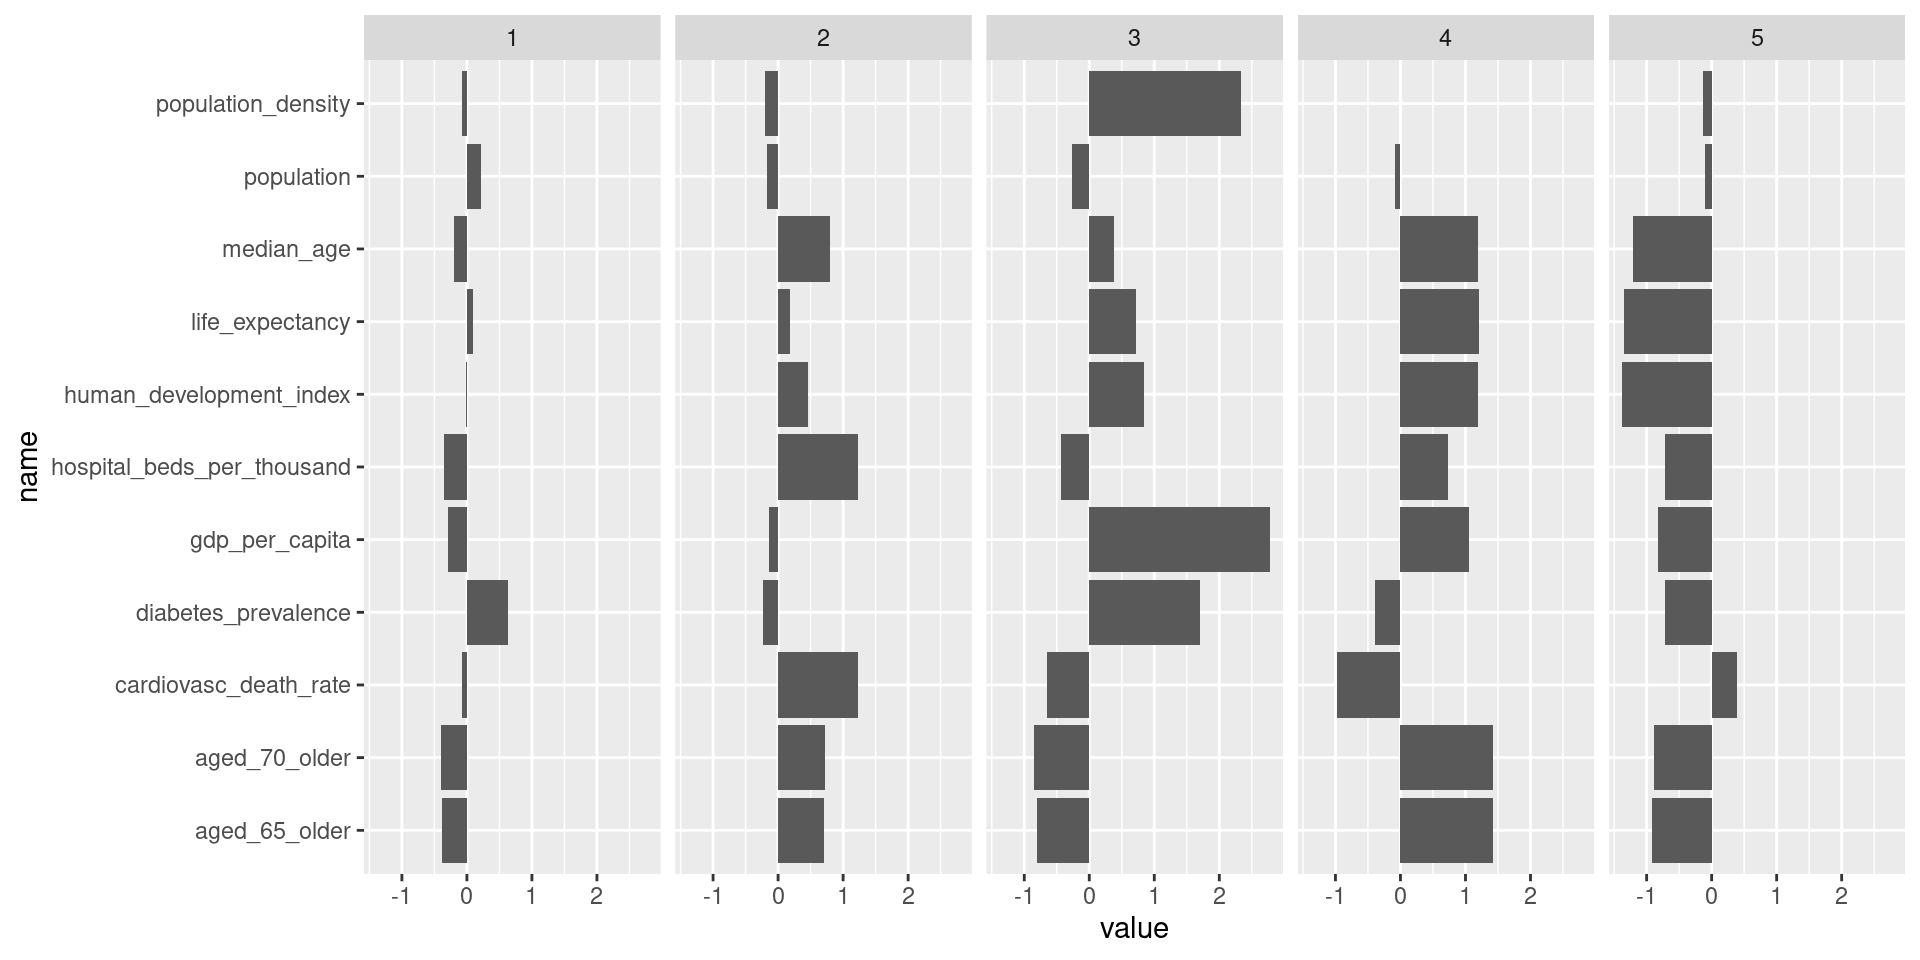 1 2 3 4 5
population_density
population
median_age
life_expectancy
human_development_index
hospital_beds_per_thousand
gdp_per_capita
diabetes_prevalence
cardiovasc_death_rate
aged_70_older
aged_65_older
name
-1 0 1 2 -1 0 1 2 -1 0 1 2 -1 0 1 2 -1 0 1 2
value